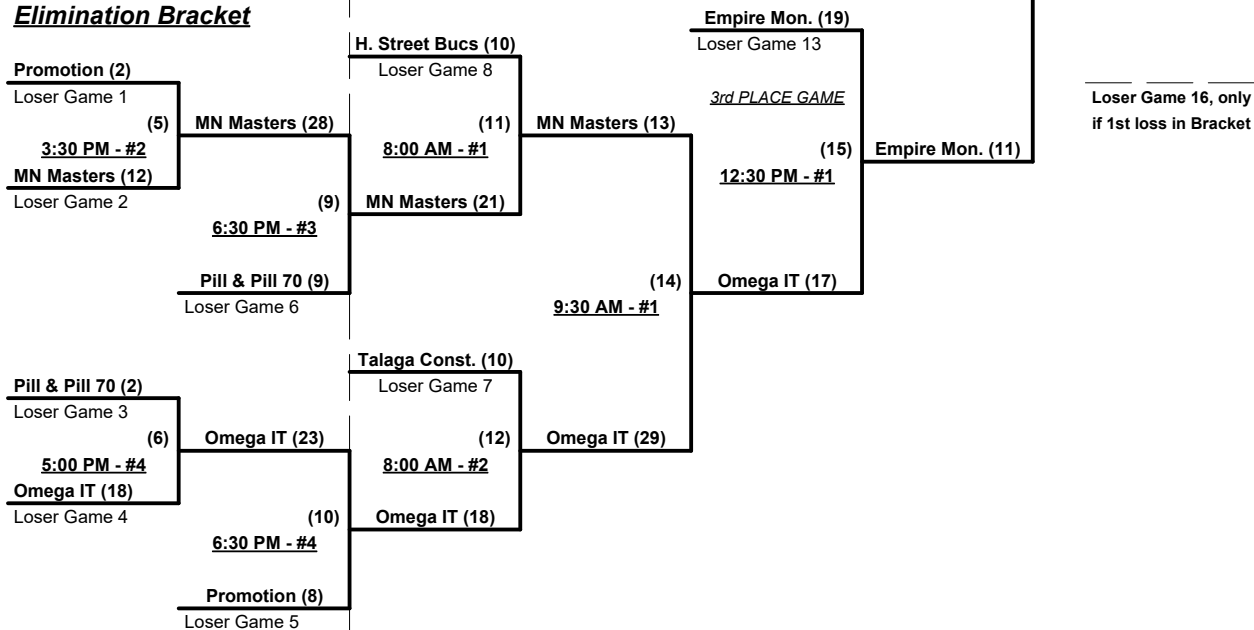 Elimination Bracket
Empire Mon. (19)
Loser Game 13
H. Street Bucs (10)
Loser Game 8
Promotion (2)
Loser Game 1
3rd PLACE GAME
Loser Game 16, only
if 1st loss in Bracket
(5)
MN Masters (28)
(11)
MN Masters (13)
3:30 PM - #2
8:00 AM - #1
(15)
Empire Mon. (11)
MN Masters (12)
12:30 PM - #1
Loser Game 2
(9)
MN Masters (21)
6:30 PM - #3
Pill & Pill 70 (9)
Loser Game 6
(14)
Omega IT (17)
9:30 AM - #1
Talaga Const. (10)
Loser Game 7
Pill & Pill 70 (2)
Loser Game 3
(6)
Omega IT (23)
(12)
Omega IT (29)
5:00 PM - #4
8:00 AM - #2
Omega IT (18)
Loser Game 4
(10)
Omega IT (18)
6:30 PM - #4
Promotion (8)
Loser Game 5